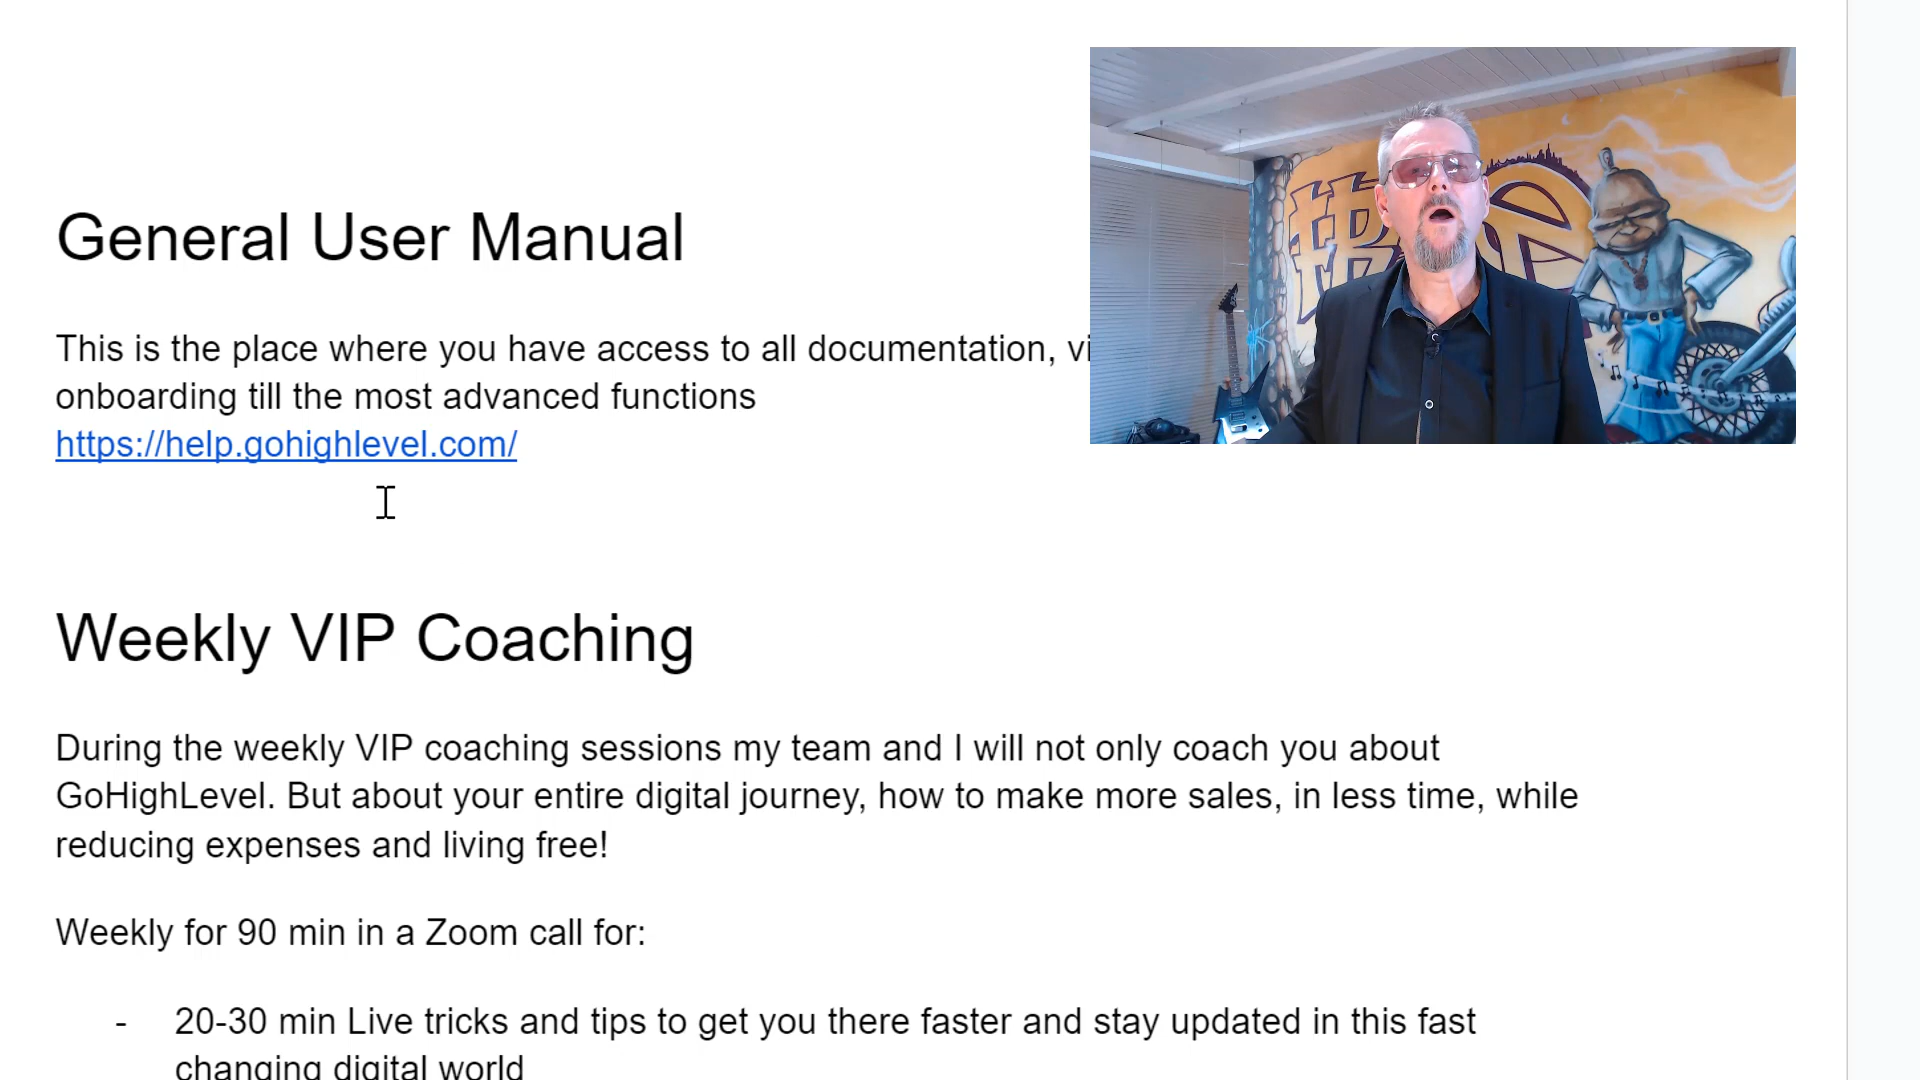 General User Manual
This is the place where you have access to all documentation, vi
onboarding till the most advanced functions
https://help.gohighlevel.com/
Weekly VIP Coaching
During the weekly VIP coaching sessions my team and I will not only coach you about
GoHighLevel. But about your entire digital journey, how to make more sales, in less time, while
reducing expenses and living free!
Weekly for 90 min in a Zoom call for:
- 20-30 min Live tricks and tips to get you there faster and stay updated in this fast
changing digital world